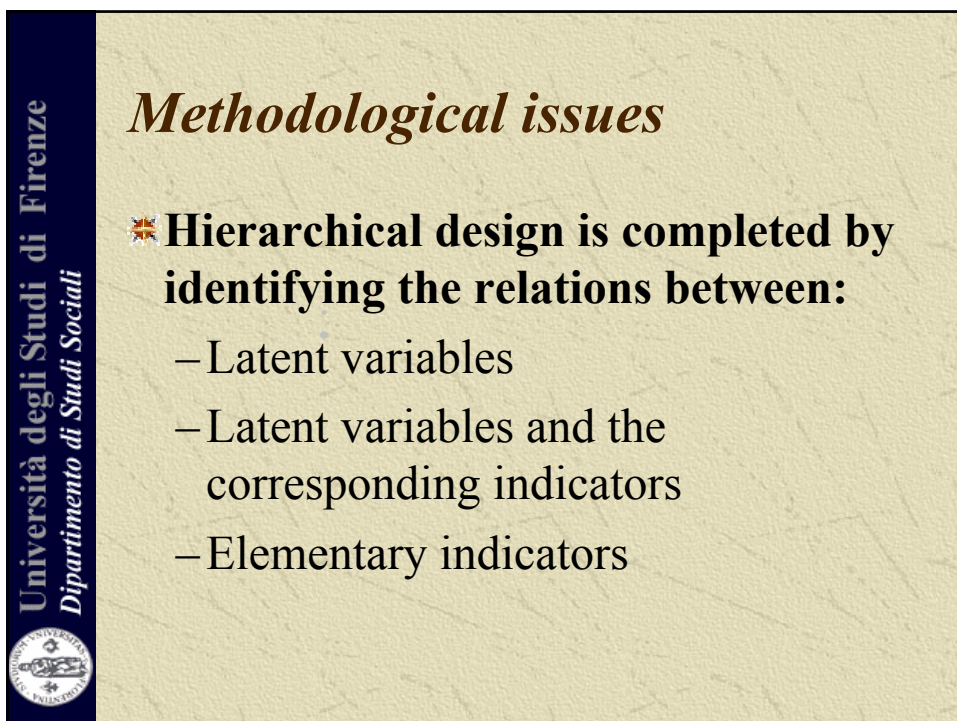 Methodological issues
Hierarchical design is completed by
identifying the relations between:
– Latent variables
– Latent variables and the
corresponding indicators
– Elementary indicators
Università degli Studi di Firenze
Dipartimento di Studi Sociali